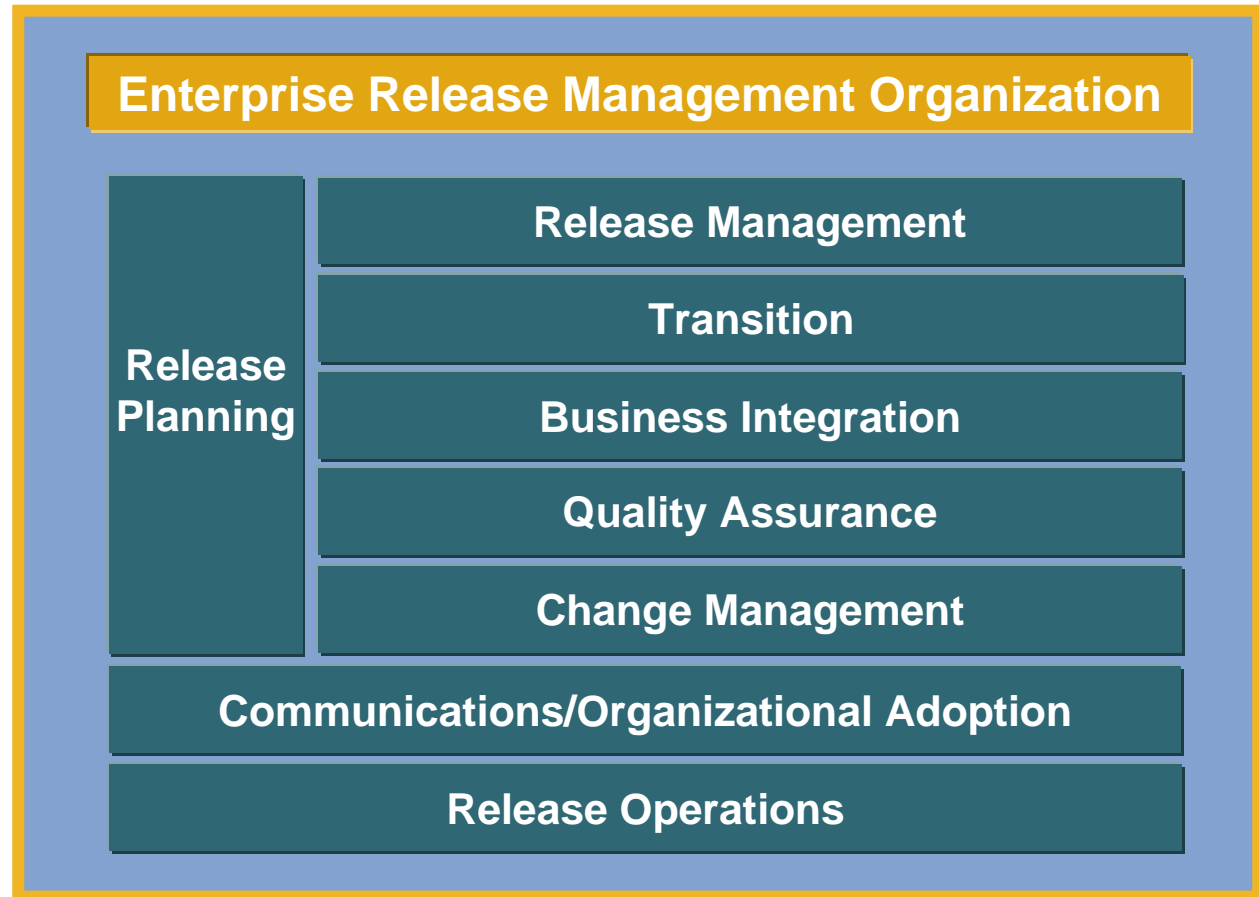 Enterprise Release Management Organization
Release
Planning
Release Management
Transition
Business Integration
Quality Assurance
Change Management
Communications/Organizational Adoption
Release Operations